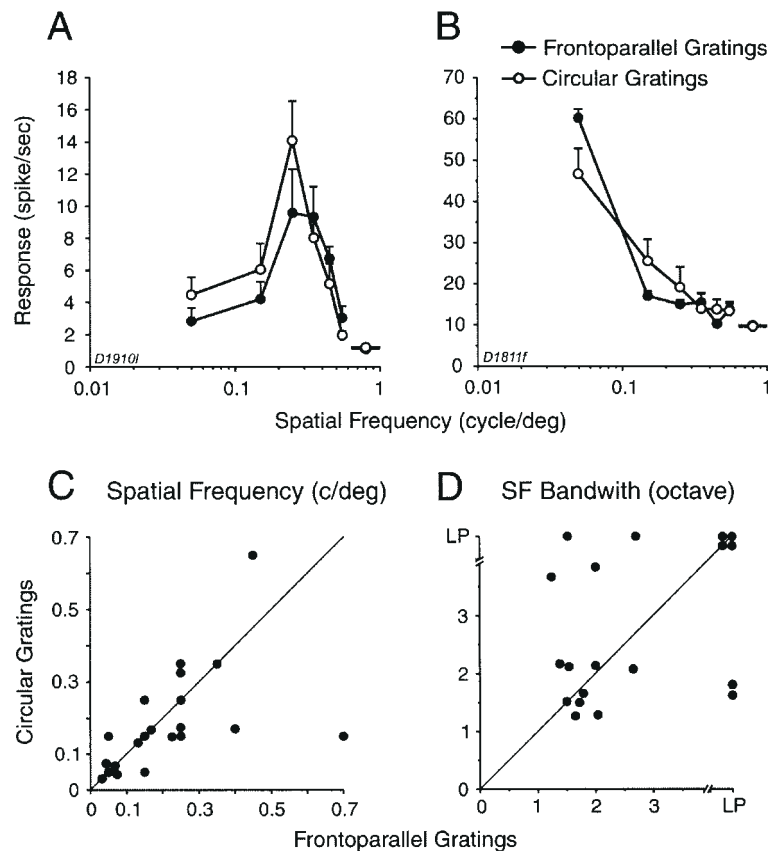 A
B
Frontoparallel Gratings
Circular Gratings
Response (spike/sec)
18
16
14
12
10
8
6
4
2
0
D1910l
0.01
0.1
1
70
60
50
40
30
20
10
0
D1811f
0.01
0.1
1
Spatial Frequency (cycle/deg)
C Spatial Frequency (c/deg)
D SF Bandwith (octave)
Circular Gratings
0.7
0.5
0.3
0.1
0
0 0.1 0.3 0.5 0.7
LP
3
2
1
0
0 1 2 3 LP
Frontoparallel Gratings